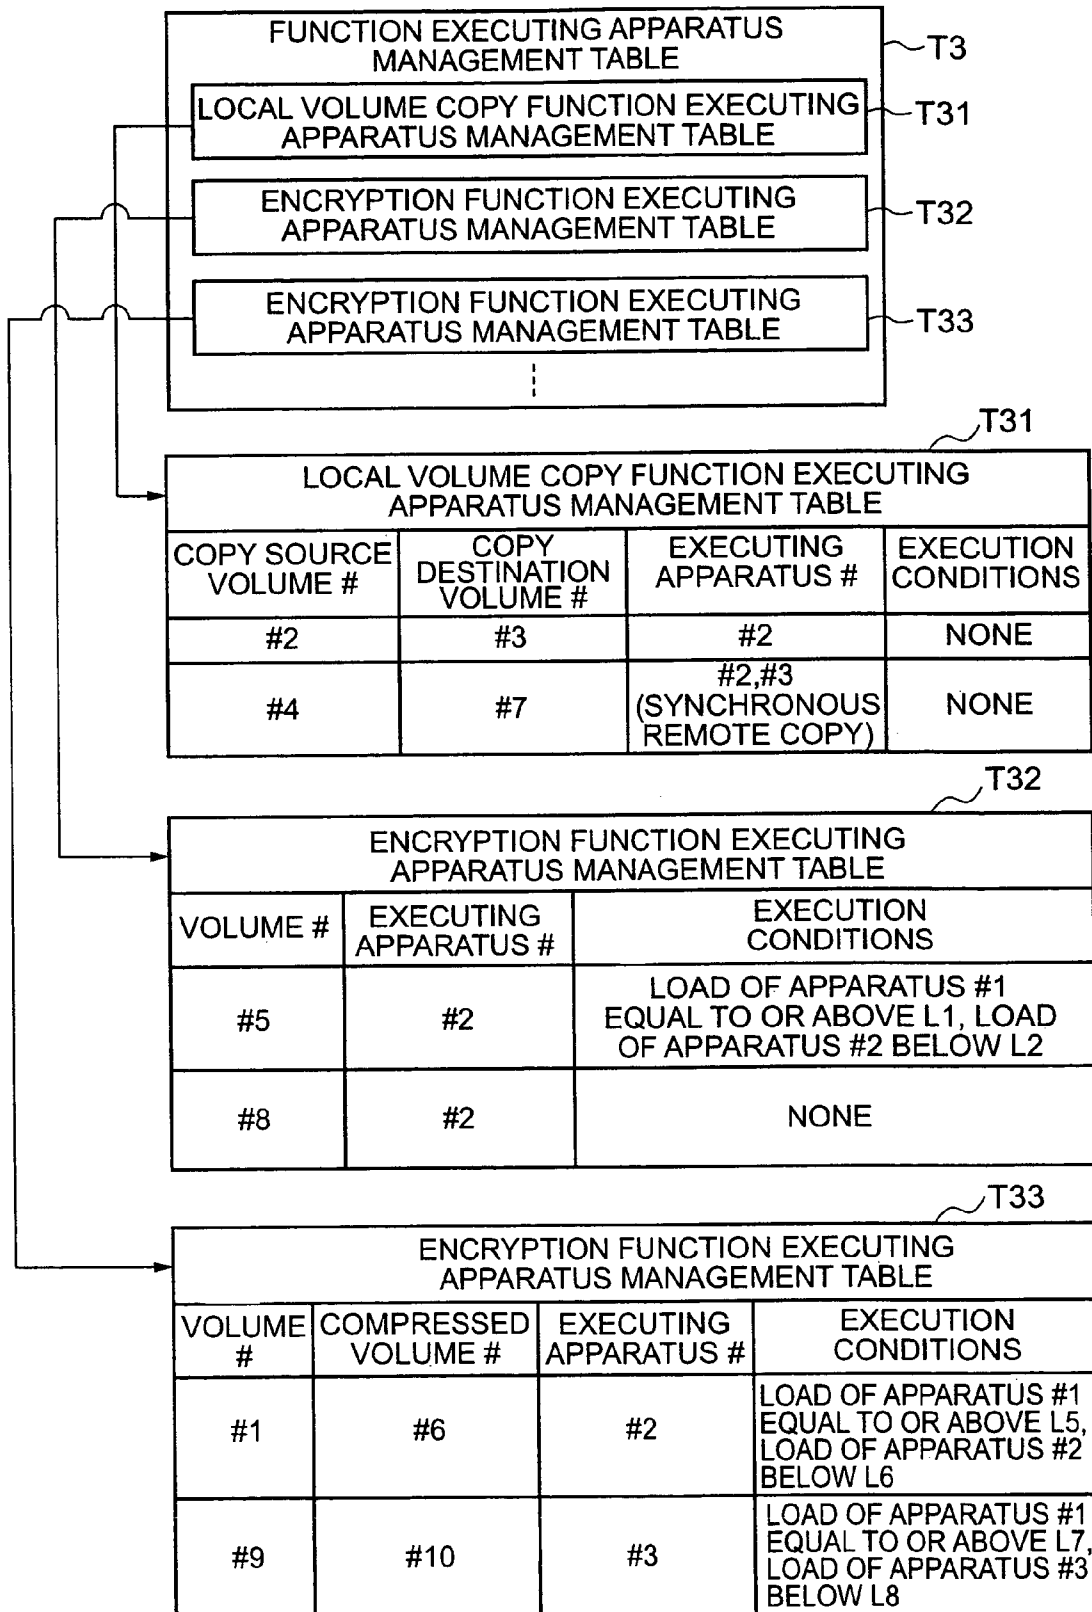 FUNCTION EXECUTING APPARATUS
MANAGEMENT TABLE
T3
LOCAL VOLUME COPY FUNCTION EXECUTING
APPARATUS MANAGEMENT TABLE
T31
ENCRYPTION FUNCTION EXECUTING
APPARATUS MANAGEMENT TABLE
T32
ENCRYPTION FUNCTION EXECUTING
APPARATUS MANAGEMENT TABLE
T33
T31
LOCAL VOLUME COPY FUNCTION EXECUTING
APPARATUS MANAGEMENT TABLE
COPY SOURCE
VOLUME #
COPY
DESTINATION
VOLUME #
EXECUTING
APPARATUS #
EXECUTION
CONDITIONS
#2
#3
#2
NONE
#4
#7
#2,#3
(SYNCHRONOUS
REMOTE COPY)
NONE
T32
ENCRYPTION FUNCTION EXECUTING
APPARATUS MANAGEMENT TABLE
VOLUME #
EXECUTING
APPARATUS #
EXECUTION
CONDITIONS
#5
#2
LOAD OF APPARATUS #1
EQUAL TO OR ABOVE L1, LOAD
OF APPARATUS #2 BELOW L2
#8
#2
NONE
T33
ENCRYPTION FUNCTION EXECUTING
APPARATUS MANAGEMENT TABLE
VOLUME
#
COMPRESSED
VOLUME #
EXECUTING
APPARATUS #
EXECUTION
CONDITIONS
#1
#6
#2
LOAD OF APPARATUS #1
EQUAL TO OR ABOVE L5,
LOAD OF APPARATUS #2
BELOW L6
#9
#10
#3
LOAD OF APPARATUS #1
EQUAL TO OR ABOVE L7,
LOAD OF APPARATUS #3
BELOW L8